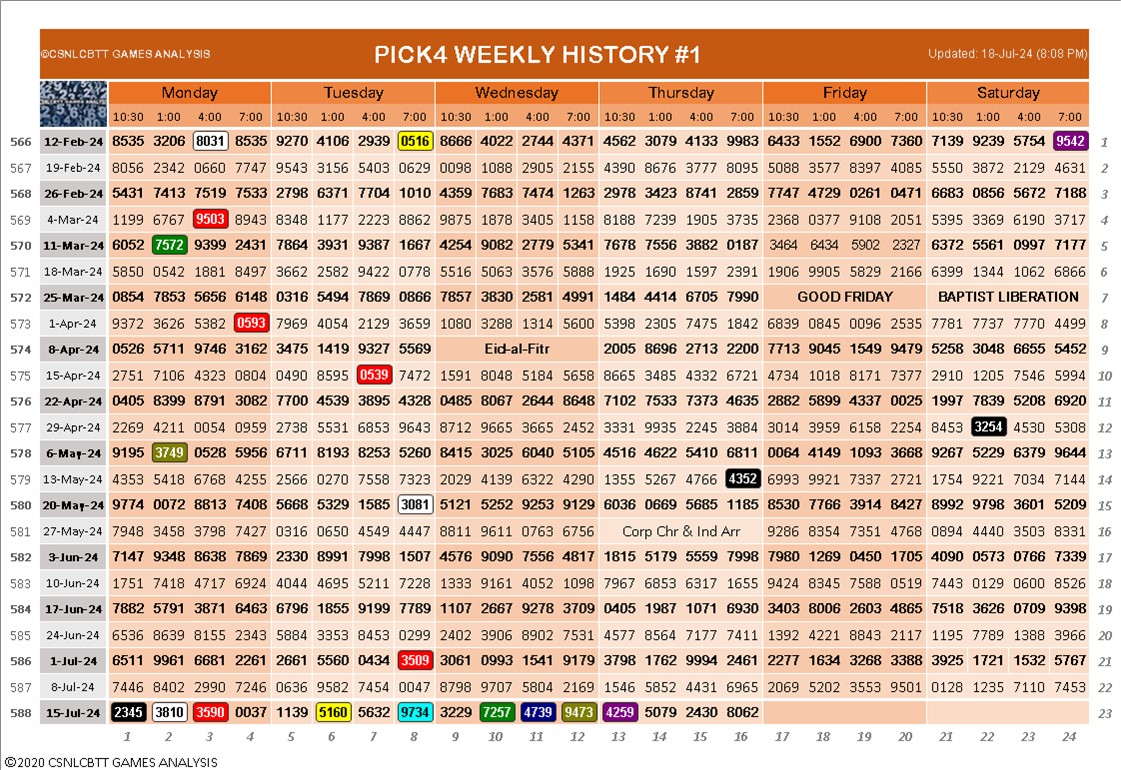 ©CSNLCBTT GAMES ANALYSIS PICK4 WEEKLY HISTORY #1 Updated: 18-Jul-24 (8:08 PM)
Monday Tuesday Wednesday Thursday Friday Saturday
10:30 1:00 4:00 7:00 10:30 1:00 4:00 7:00 10:30 1:00 4:00 7:00 10:30 1:00 4:00 7:00 10:30 1:00 4:00 7:00 10:30 1:00 4:00 7:00
566 12-Feb-24 8535 3206 8031 8535 9270 4106 2939 0516 8666 4022 2744 4371 4562 3079 4133 9983 6433 1552 6900 7360 7139 9239 5754 9542 1
567 19-Feb-24 8056 2342 0660 7747 9543 3156 5403 0629 0098 1088 2905 2155 4390 8676 3777 8095 5088 3577 8397 4085 5550 3872 2129 4631 2
568 26-Feb-24 5431 7413 7519 7533 2798 6371 7704 1010 4359 7683 7474 1263 2978 3423 8741 2859 7747 4729 0261 0471 6683 0856 5672 7188 3
569 4-Mar-24 1199 6767 9503 8943 8348 1177 2223 8862 9875 1878 3405 1158 8188 7239 1905 3735 2368 0377 9108 2051 5395 3369 6190 3717 4
570 11-Mar-24 6052 7572 9399 2431 7864 3931 9387 1667 4254 9082 2779 5341 7678 7556 3882 0187 3464 6434 5902 2327 6372 5561 0997 7177 5
571 18-Mar-24 5850 0542 1881 8497 3662 2582 9422 0778 5516 5063 3576 5888 1925 1690 1597 2391 1906 9905 5829 2166 6399 1344 1062 6866 6
572 25-Mar-24 0854 7853 5656 6148 0316 5494 7869 0866 7857 3830 2581 4991 1484 4414 6705 7990 GOOD FRIDAY BAPTIST LIBERATION 7
573 1-Apr-24 9372 3626 5382 0593 7969 4054 2129 3659 1080 3288 1314 5600 5398 2305 7475 1842 6839 0845 0096 2535 7781 7737 7770 4499 8
574 8-Apr-24 0526 5711 9746 3162 3475 1419 9327 5569 Eid-al-Fitr 2005 8696 2713 2200 7713 9045 1549 9479 5258 3048 6655 5452 9
575 15-Apr-24 2751 7106 4323 0804 0490 8595 0539 7472 1591 8048 5184 5658 8665 3485 4332 6721 4734 1018 8171 7377 2910 1205 7546 5994 10
576 22-Apr-24 0405 8399 8791 3082 7700 4539 3895 4328 0485 8067 2644 8648 7102 7533 7373 4635 2882 5899 4337 0025 1997 7839 5208 6920 11
577 29-Apr-24 2269 4211 0054 0959 2738 5531 6853 9643 8712 9665 3665 2452 3331 9935 2245 3884 3014 3959 6158 2254 8453 3254 4530 5308 12
578 6-May-24 9195 3749 0528 5956 6711 8193 8253 5260 8415 3025 6040 5105 4516 4622 5410 6811 0064 4149 1093 3668 9267 5229 6379 9644 13
579 13-May-24 4353 5418 6768 4255 2566 0270 7558 7323 2029 4139 6322 4290 1355 5267 4766 4352 6993 9921 7337 2721 1754 9221 7034 7144 14
580 20-May-24 9774 0072 8813 7408 5668 5329 1585 3081 5121 5252 9253 9129 6036 0669 5685 1185 8530 7766 3914 8427 8992 9798 3601 5209 15
581 27-May-24 7948 3458 3798 7427 0316 0650 4549 4447 8811 9611 0763 6756 Corp Chr & Ind Arr 9286 8354 7351 4768 0894 4440 3503 8331 16
582 3-Jun-24 7147 9348 8638 7869 2330 8991 7998 1507 4576 9090 7556 4817 1815 5179 5559 7998 7980 1269 0450 1705 4090 0573 0766 7339 17
583 10-Jun-24 1751 7418 4717 6924 4044 4695 5211 7228 1333 9161 4052 1098 7967 6853 6317 1655 9424 8345 7588 0519 7443 0129 0600 8526 18
584 17-Jun-24 7882 5791 3871 6463 6796 1855 9199 7789 1107 2667 9278 3709 0405 1987 1071 6930 3403 8006 2603 4865 7518 3626 0709 9398 19
585 24-Jun-24 6536 8639 8155 2343 5884 3353 8453 0299 2402 3906 8902 7531 4577 8564 7177 7411 1392 4221 8843 2117 1195 7789 1388 3966 20
586 1-Jul-24 6511 9961 6681 2261 2661 5560 0434 3509 3061 0993 1541 9179 3798 1762 9994 2461 2277 1634 3268 3388 3925 1721 1532 5767 21
587 8-Jul-24 7446 8402 2990 7246 0636 9582 7454 0047 8798 9707 5804 2169 1546 5852 4431 6965 2069 5202 3553 9501 0128 1235 7110 7453 22
588 15-Jul-24 2345 3810 3590 0037 1139 5160 5632 9734 3229 7257 4739 9473 4259 5079 2430 8062 23
1 2 3 4 5 6 7 8 9 10 11 12 13 14 15 16 17 18 19 20 21 22 23 24
©2020 CSNLCBTT GAMES ANALYSIS